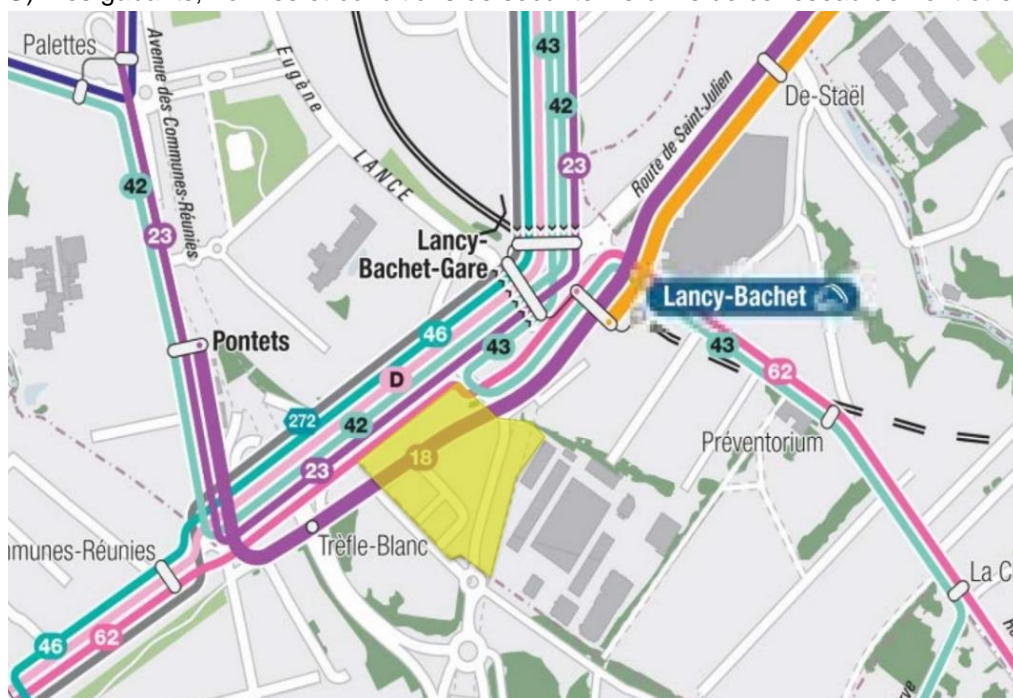 Palettes
Avenue des Communes-Réunies
Eugène
LANCE
43
42
23
Route de Saint-Julien
De-Staël
42
23
Lancy-
Bachet-Gare
Lancy-Bachet
46
43
43
62
Pontets
D
272
42
Préventorium
23
18
Trèfle-Blanc
mmunes-Réunies
La C
46
62